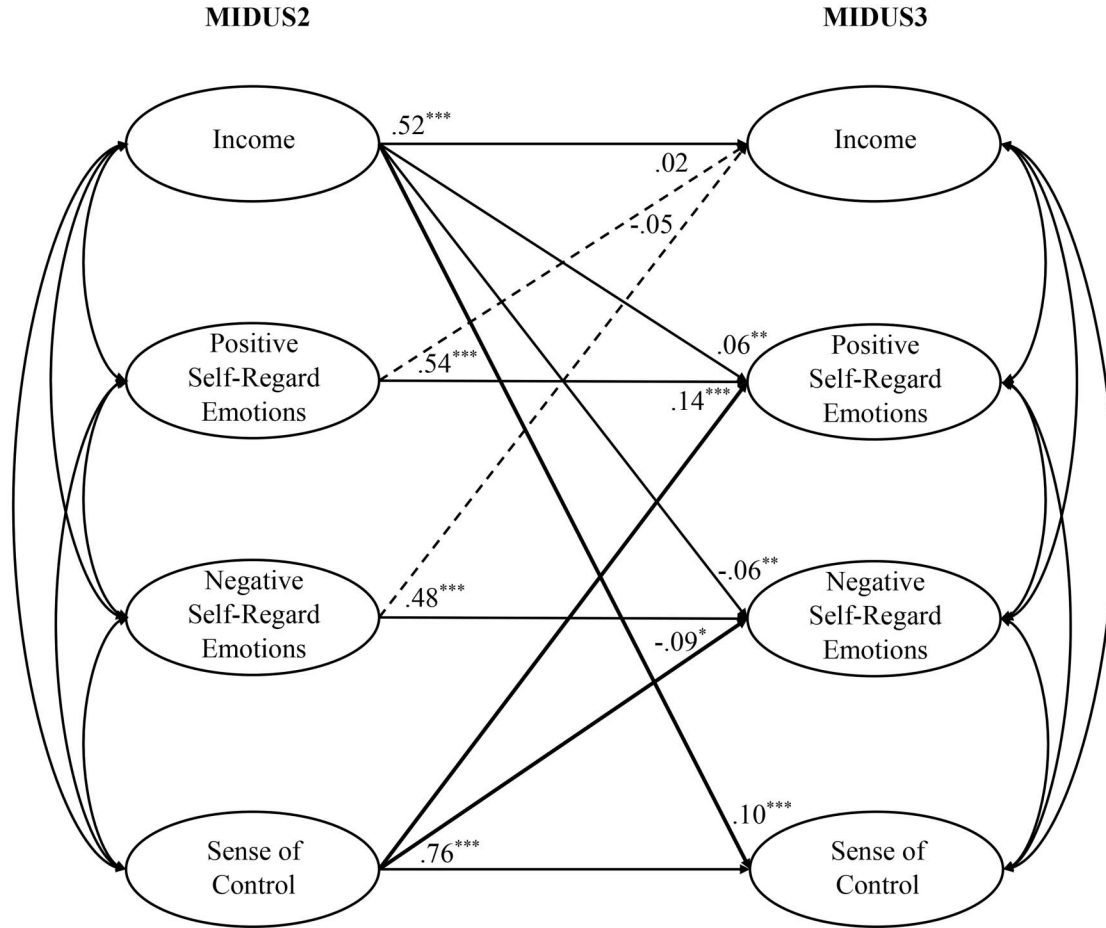 MIDUS2
MIDUS3
Income
.52***
.02
Income
-.05
Positive
Self-Regard
Emotions
.54***
.06**
.14***
Positive
Self-Regard
Emotions
Negative
Self-Regard
Emotions
.48***
-.06**
-.09*
Negative
Self-Regard
Emotions
Sense of
Control
.76***
.10***
Sense of
Control